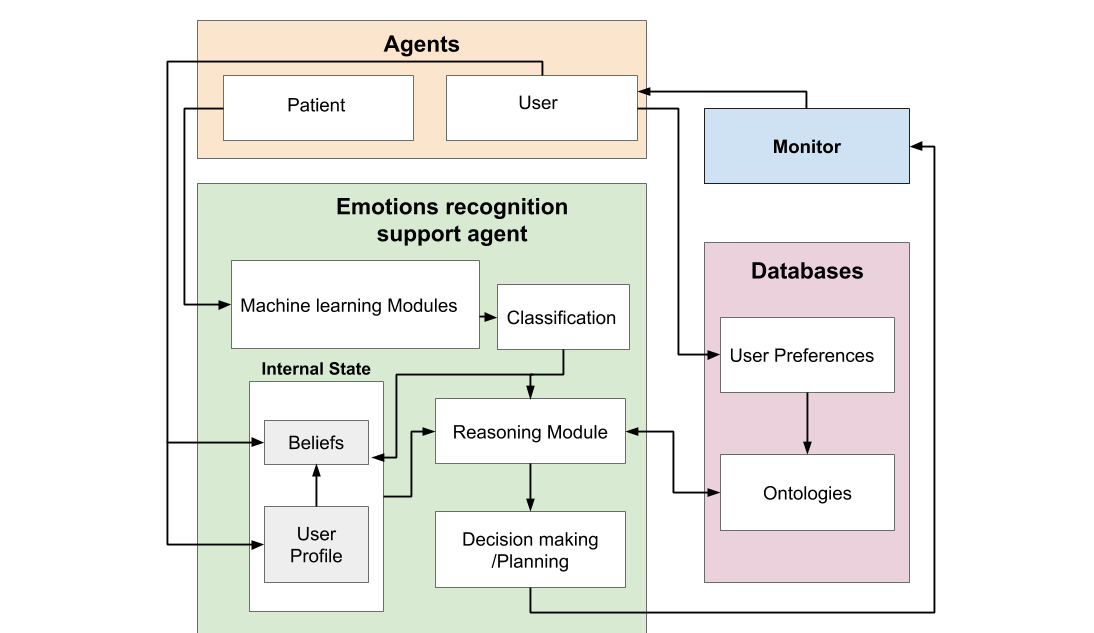 Agents
Patient
User
Monitor
Emotions recognition
support agent
Machine learning Modules
Classification
Internal State
Beliefs
User
Profile
Reasoning Module
Decision making
/Planning
Databases
User Preferences
Ontologies